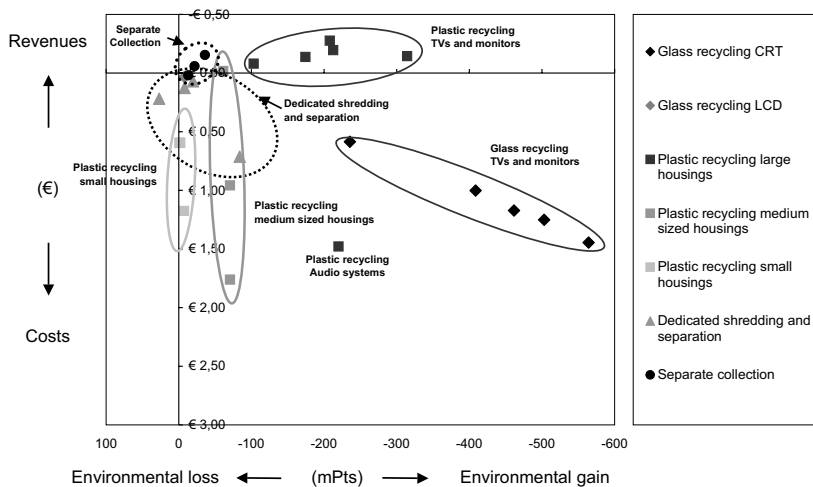 € -0,50
Revenues
Separate
Collection
Plastic recycling
TVs and monitors
Dedicated shredding
and separation
€ 0,50
Plastic recycling
small housings
Glass recycling
TVs and monitors
(€)
€ 1,00
Plastic recycling
medium sized housings
€ 1,50
Plastic recycling
Audio systems
€ 2,00
Costs
€ 2,50
€ 3,00
100
0
-100
-200
-300
-400
-500
-600
Environmental loss
(mPts)
Environmental gain
Glass recycling CRT
Glass recycling LCD
Plastic recycling large
housings
Plastic recycling medium
sized housings
Plastic recycling small
housings
Dedicated shredding and
separation
Separate collection